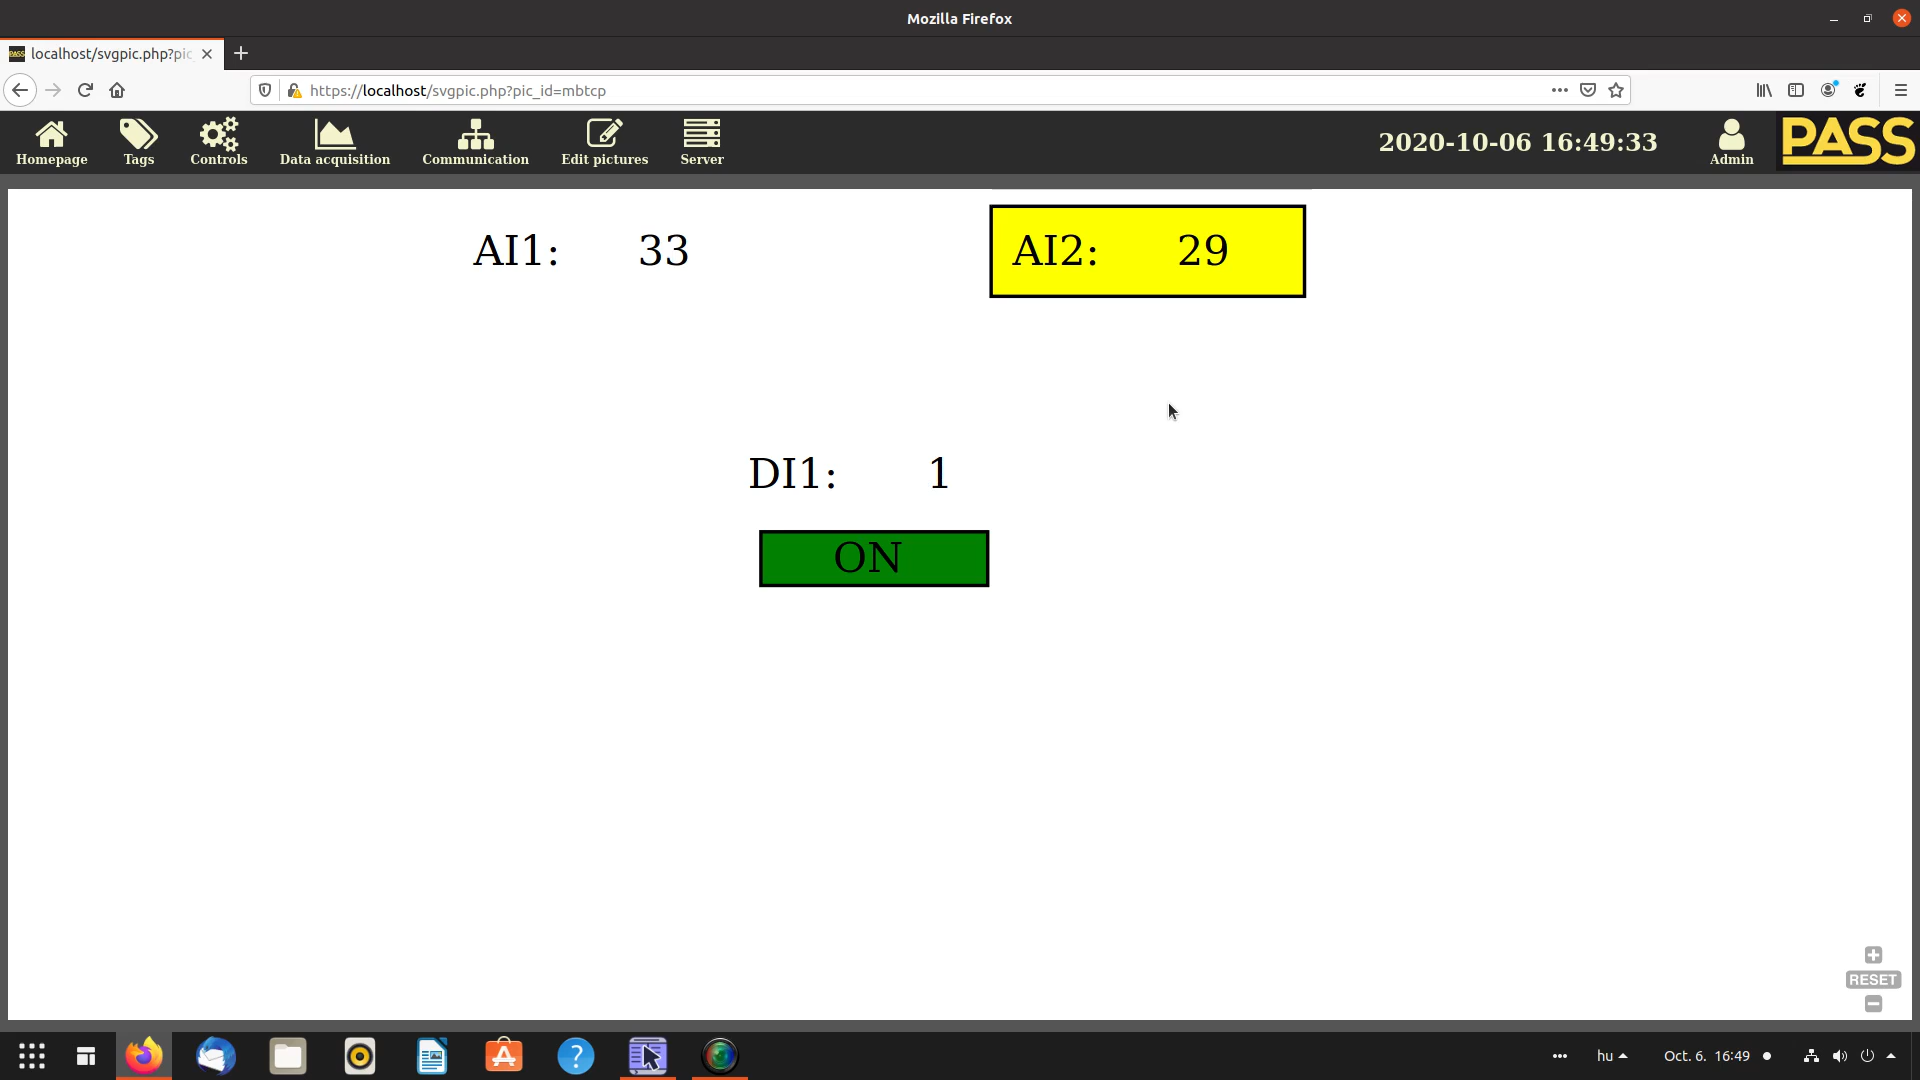 Mozilla Firefox
localhost/svgpic.php?pic
https://localhost/svgpic.php?pic_id=mbtcp
Homepage Tags Controls Data acquisition Communication Edit pictures Server 2020-10-06 16:49:33 Admin PASS
AI1: 33 AI2: 29
DI1: 1
ON
RESET
hu Oct. 6. 16:49